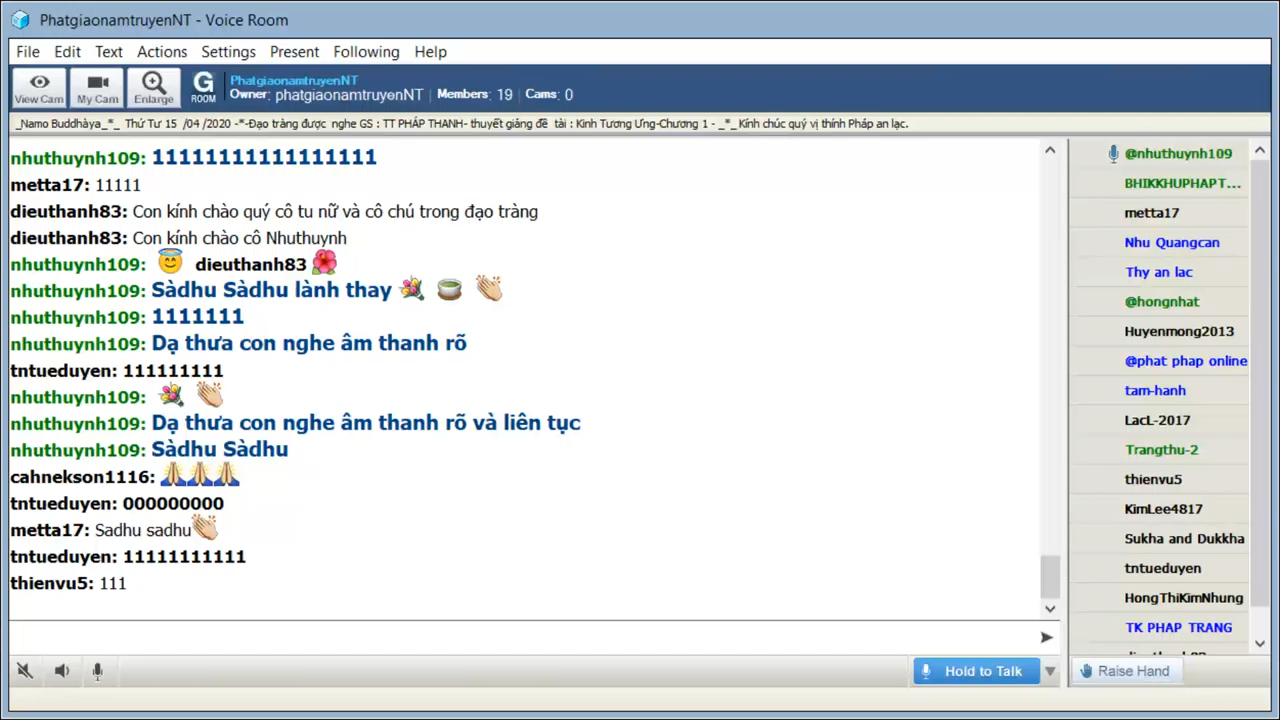 PhatgiaonamtruyenNT - Voice Room
File Edit Text Actions Settings Present Following Help
View Cam My Cam Enlarge G ROOM
PhatgiaonamtruyenNT
Owner: phatgiaonamtruyenNT | Members: 19 | Cams: 0
_Namo Buddhàya_*_ Thứ Tư 15 /04 /2020 -*-Đạo tràng được nghe GS : TT PHÁP THANH- thuyết giảng đề tài : Kinh Tương Ưng-Chương 1 - _*_ Kính chúc quý vị thính Pháp an lạc.
nhuthuynh109: 11111111111111111
metta17: 11111
dieuthanh83: Con kính chào quý cô tu nữ và cô chú trong đạo tràng
dieuthanh83: Con kính chào cô Nhuthuynh
nhuthuynh109: dieuthanh83
nhuthuynh109: Sàdhu Sàdhu lành thay
nhuthuynh109: 1111111
nhuthuynh109: Dạ thưa con nghe âm thanh rõ
tntueduyen: 111111111
nhuthuynh109:
nhuthuynh109: Dạ thưa con nghe âm thanh rõ và liên tục
nhuthuynh109: Sàdhu Sàdhu
cahnekson1116:
tntueduyen: 000000000
metta17: Sadhu sadhu
tntueduyen: 11111111111
thienvu5: 111
@nhuthuynh109
BHIKKHUPHAPT...
metta17
Nhu Quangcan
Thy an lac
@hongnhat
Huyenmong2013
@phat phap online
tam-hanh
LacL-2017
Trangthu-2
thienvu5
KimLee4817
Sukha and Dukkha
tntueduyen
HongThiKimNhung
TK PHAP TRANG
Hold to Talk
Raise Hand